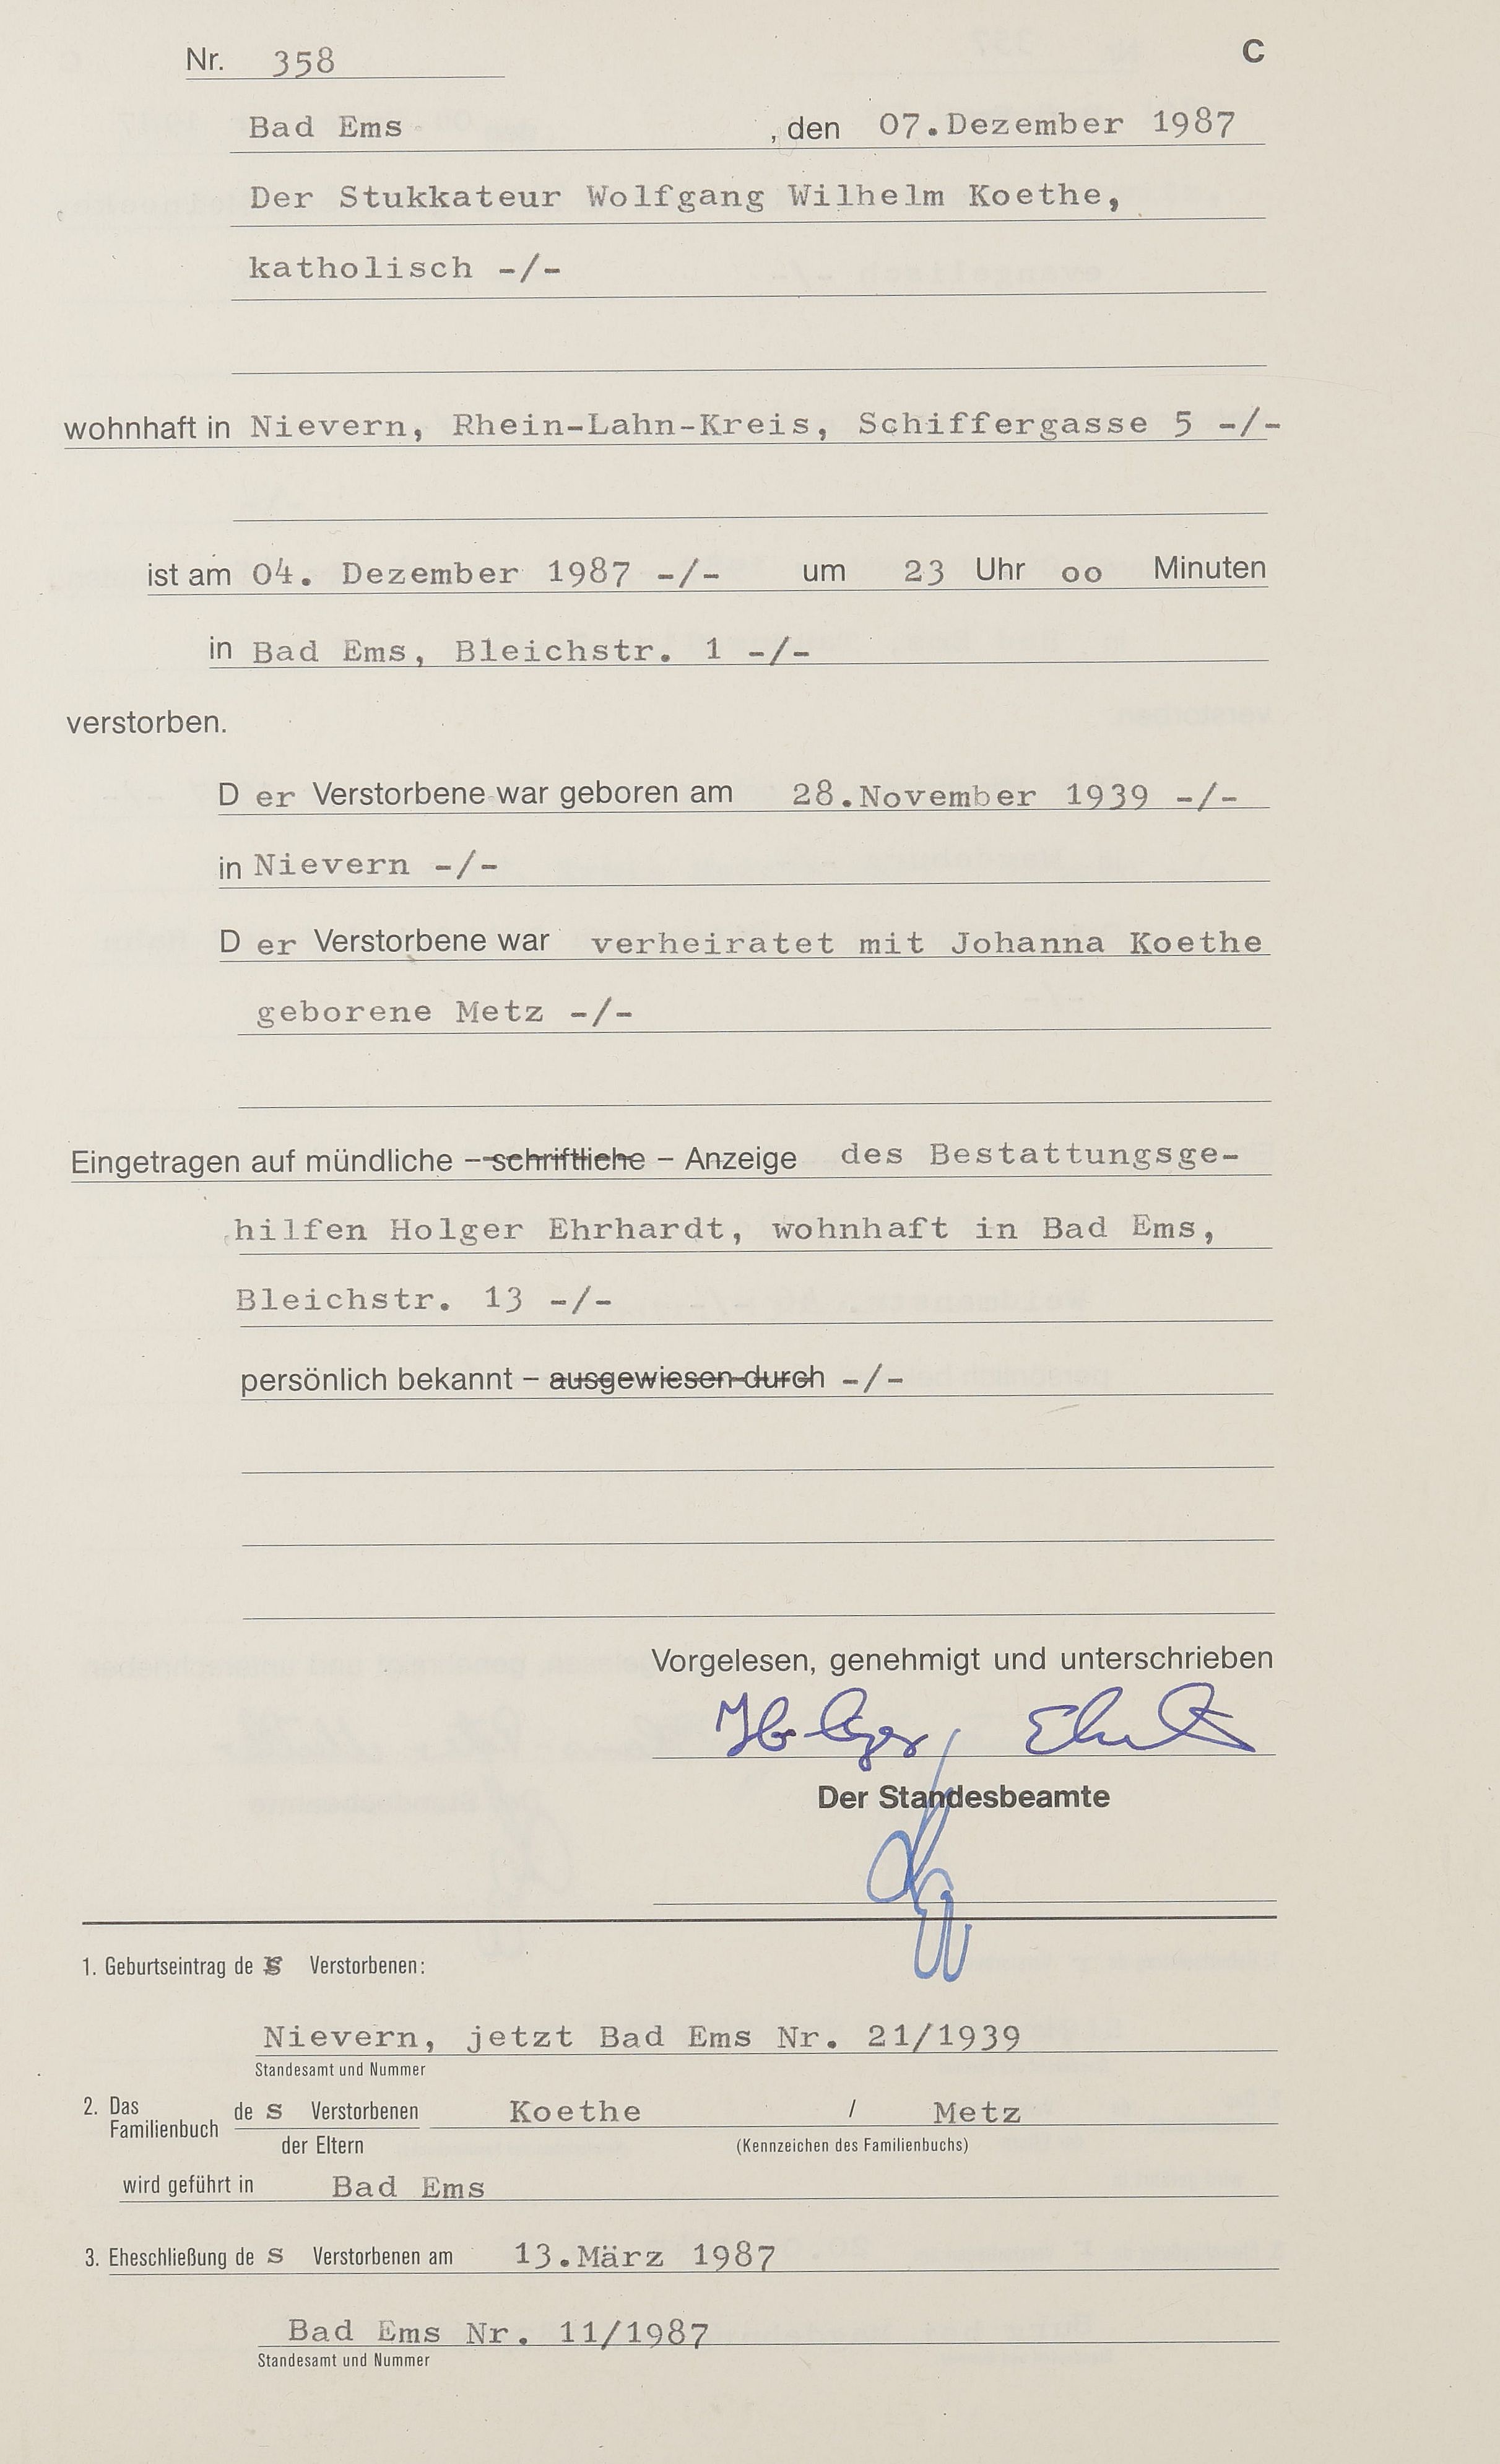 Nr. 358 C
Bad Ems , den 07.Dezember 1987
Der Stukkateur Wolfgang Wilhelm Koethe,
katholisch -/-
wohnhaft in Nievern, Rhein-Lahn-Kreis, Schiffergasse 5 -/-
ist am 04. Dezember 1987 -/- um 23 Uhr oo Minuten
in Bad Ems, Bleichstr. 1 -/-
verstorben.
D er Verstorbene war geboren am 28.November 1939 -/-
in Nievern -/-
D er Verstorbene war verheiratet mit Johanna Koethe
geborene Metz -/-
Eingetragen auf mündliche – schriftliche – Anzeige des Bestattungsge-
hilfen Holger Ehrhardt, wohnhaft in Bad Ems,
Bleichstr. 13 -/-
persönlich bekannt – ausgewiesen durch -/-
Vorgelesen, genehmigt und unterschrieben
Holger
Der Standesbeamte
1. Geburtseintrag de s Verstorbenen:
Nievern, jetzt Bad Ems Nr. 21/1939
Standesamt und Nummer
2. Das Familienbuch de s Verstorbenen Koethe / Metz
der Eltern (Kennzeichen des Familienbuchs)
wird geführt in Bad Ems
3. Eheschließung de s Verstorbenen am 13.März 1987
Bad Ems Nr. 11/1987
Standesamt und Nummer